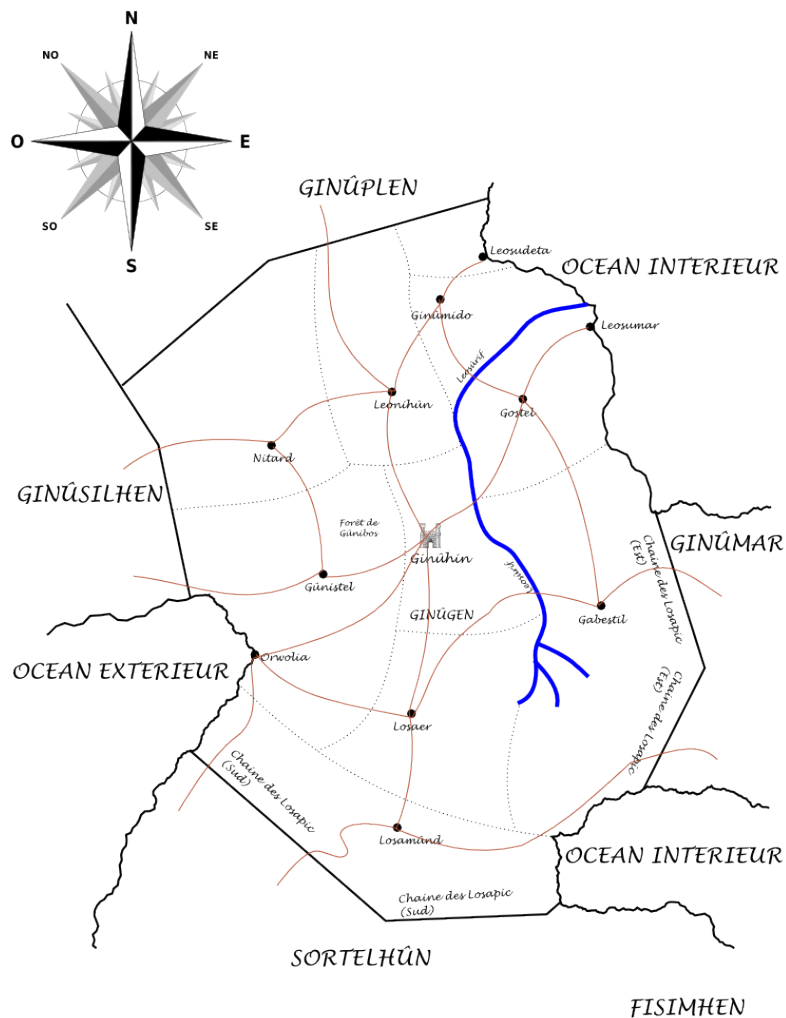 N
NO
NE
O
E
SO
SE
S
GINÛPLEN
Leosudeta
OCEAN INTERIEUR
Ginûmido
Leosumar
Leosûrif
Leonihûn
Gostel
Nitard
GINÛSILHEN
Forêt de
Gûnibos
Ginûhin
GINÛMAR
Chaine des Losapic
(Est)
Gûnistel
GINÛGEN
Gabestil
Orwolia
OCEAN EXTERIEUR
Chaine des Losapic
(Est)
Losaer
Chaine des Losapic
(Sud)
Losamûnd
OCEAN INTERIEUR
Chaine des Losapic
(Sud)
SORTELHÛN
FISIMHEN